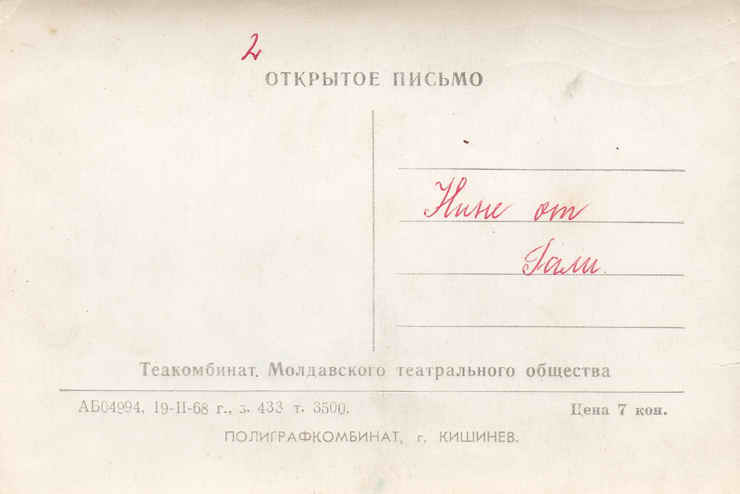 2
ОТКРЫТОЕ ПИСЬМО
Нине от
Гали.
Теакомбинат. Молдавского театрального общества
АБ04994, 19-II-68 г., з. 433 т. 3500.
Цена 7 коп.
ПОЛИГРАФКОМБИНАТ, г. КИШИНЕВ.